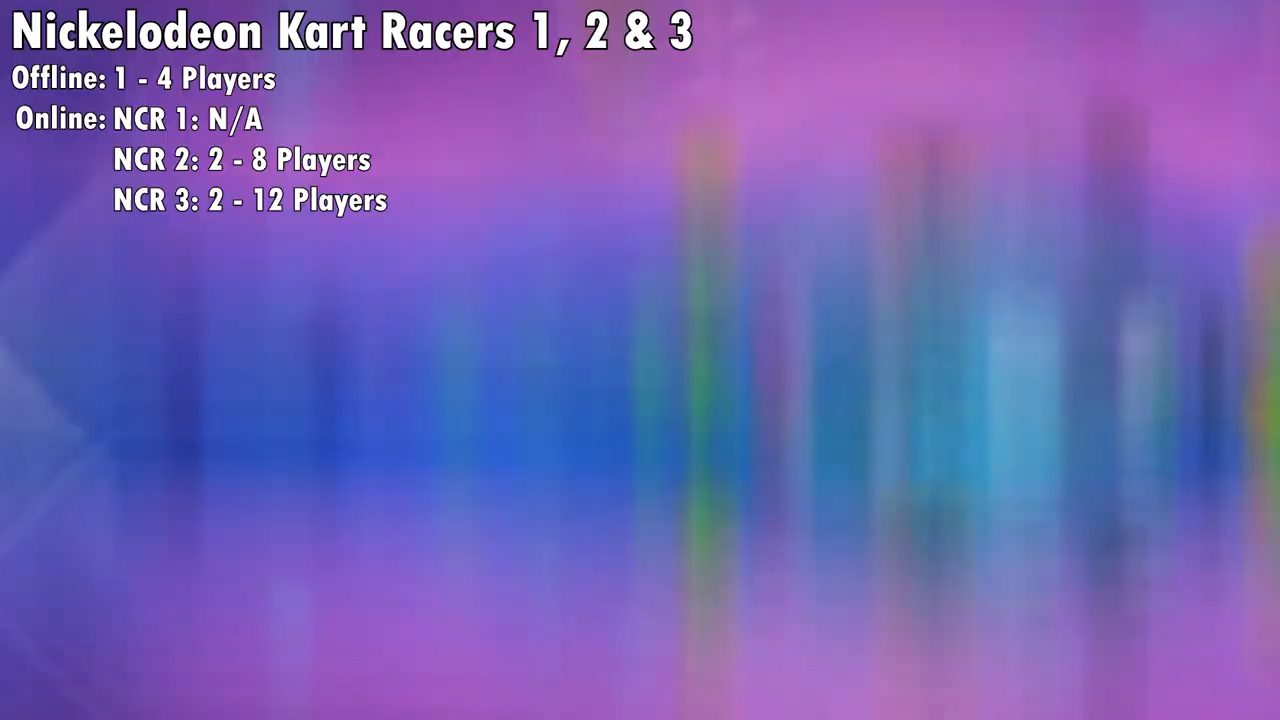 Nickelodeon Kart Racers 1, 2 & 3
Offline: 1 - 4 Players
Online: NCR 1: N/A
NCR 2: 2 - 8 Players
NCR 3: 2 - 12 Players